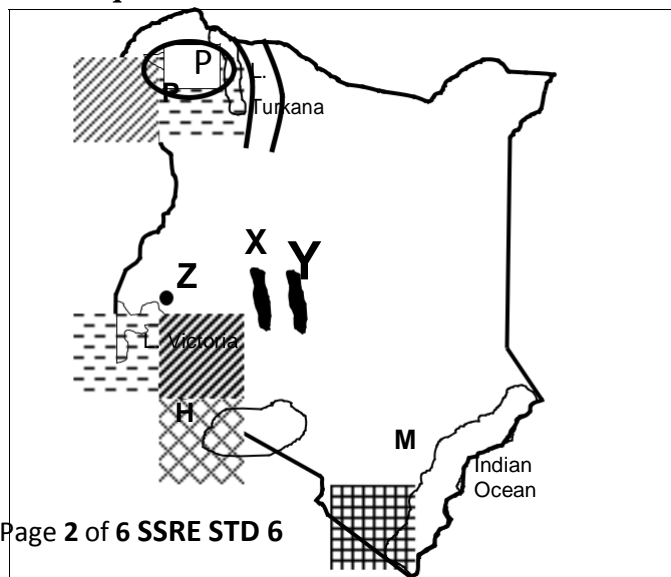 P
P
L.
Turkana
X
Y
Z
L. Victoria
H
M
Indian
Ocean
Page 2 of 6 SSRE STD 6